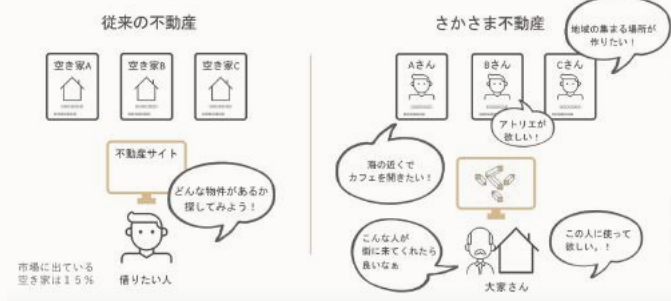 従来の不動産
空き家A
空き家B
空き家C
不動産サイト
どんな物件があるか
探してみよう！
借りたい人
市場に出ている
空き家は１５％
さかさま不動産
Aさん
Bさん
Cさん
地域の集まる場所が
作りたい！
アトリエが
欲しい！
海の近くで
カフェを開きたい！
こんな人が
街に来てくれたら
良いなぁ
この人に使って
欲しい。！
大家さん